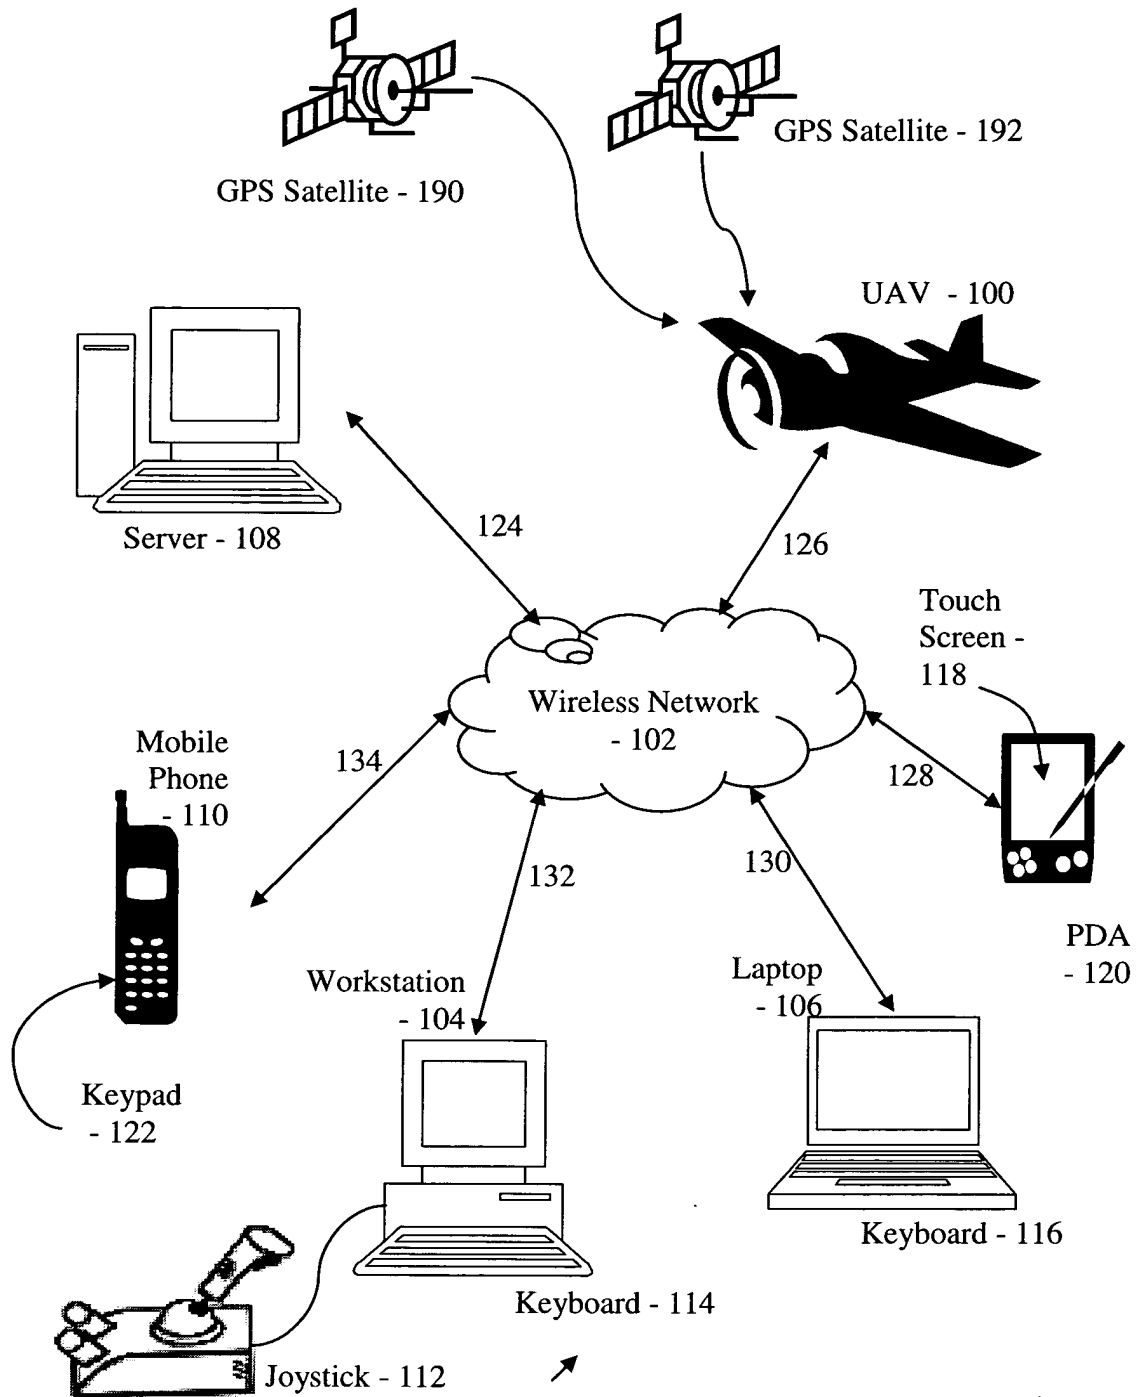 GPS Satellite - 192
GPS Satellite - 190
UAV - 100
Server - 108
124
126
Touch
Screen -
118
Wireless Network
- 102
Mobile
Phone
- 110
134
128
132
130
PDA
- 120
Workstation
- 104
Laptop
- 106
Keypad
- 122
Keyboard - 116
Keyboard - 114
Joystick - 112